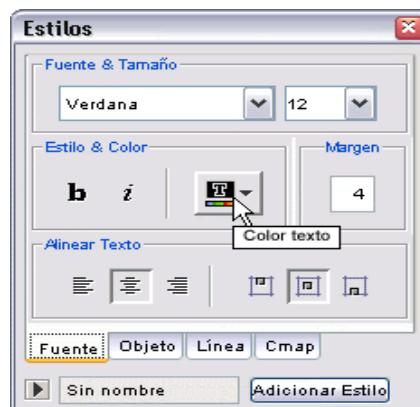 Estilos
Fuente & Tamaño
Verdana 12
Estilo & Color Margen
b i T 4
Color texto
Alinear Texto
Fuente Objeto Línea Cmap
Sin nombre Adicionar Estilo